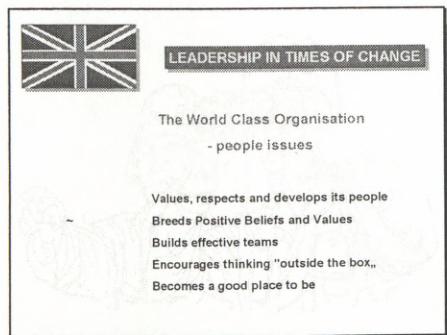 LEADERSHIP IN TIMES OF CHANGE
The World Class Organisation
- people issues
Values, respects and develops its people
~ Breeds Positive Beliefs and Values
Builds effective teams
Encourages thinking "outside the box„
Becomes a good place to be